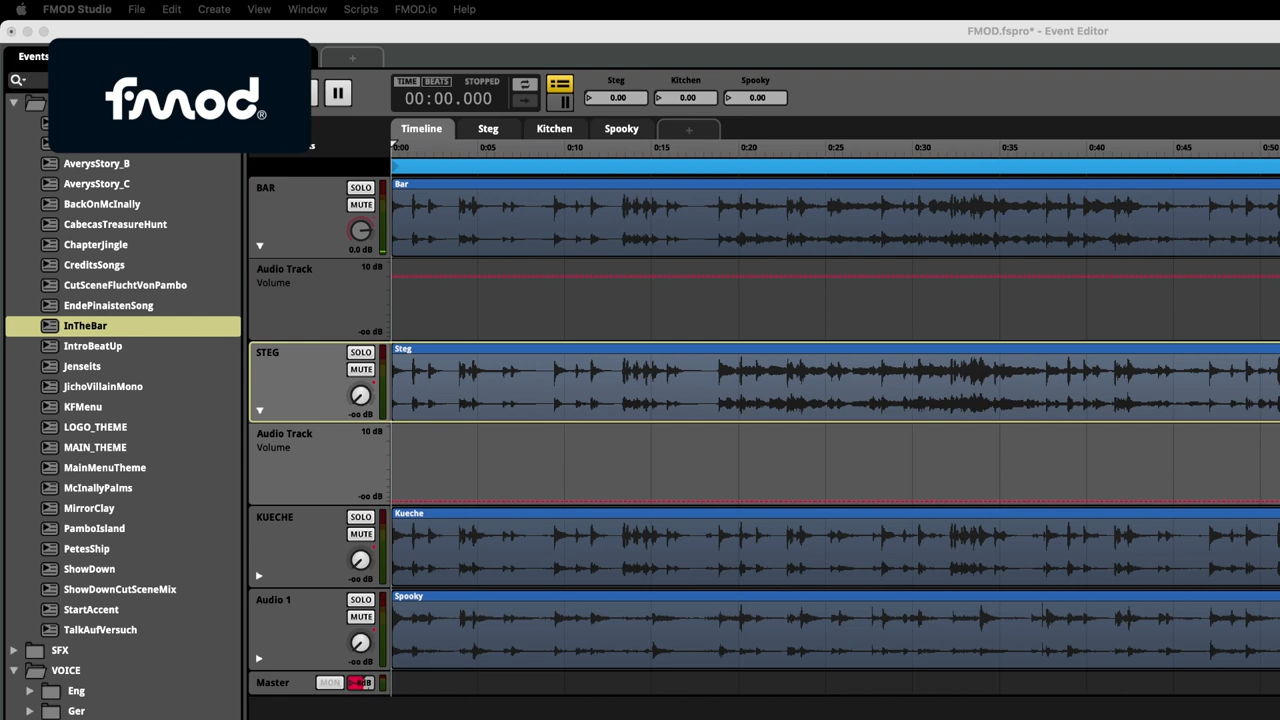 FMOD Studio File Edit Create View Window Scripts FMOD.io Help
FMOD.fspro* - Event Editor
Events
+
fmod®
TIME BEATS STOPPED
00:00.000
Steg Kitchen Spooky
0.00 0.00 0.00
Timeline Steg Kitchen Spooky +
0:00 0:05 0:10 0:15 0:20 0:25 0:30 0:35 0:40 0:45 0:50
AverysStory_B
AverysStory_C
BackOnMcInally
CabecasTreasureHunt
ChapterJingle
CreditsSongs
CutSceneFluchtVonPambo
EndePinaistenSong
InTheBar
IntroBeatUp
Jenseits
JichoVillainMono
KFMenu
LOGO_THEME
MAIN_THEME
MainMenuTheme
McInallyPalms
MirrorClay
PamboIsland
PetesShip
ShowDown
ShowDownCutSceneMix
StartAccent
TalkAufVersuch
SFX
VOICE
Eng
Ger
BAR SOLO Bar
MUTE
0.0 dB
Audio Track 10 dB
Volume
-oo dB
STEG SOLO Steg
MUTE
-oo dB
Audio Track 10 dB
Volume
-oo dB
KUECHE SOLO Kueche
MUTE
-oo dB
Audio 1 SOLO Spooky
MUTE
-oo dB
Master MON